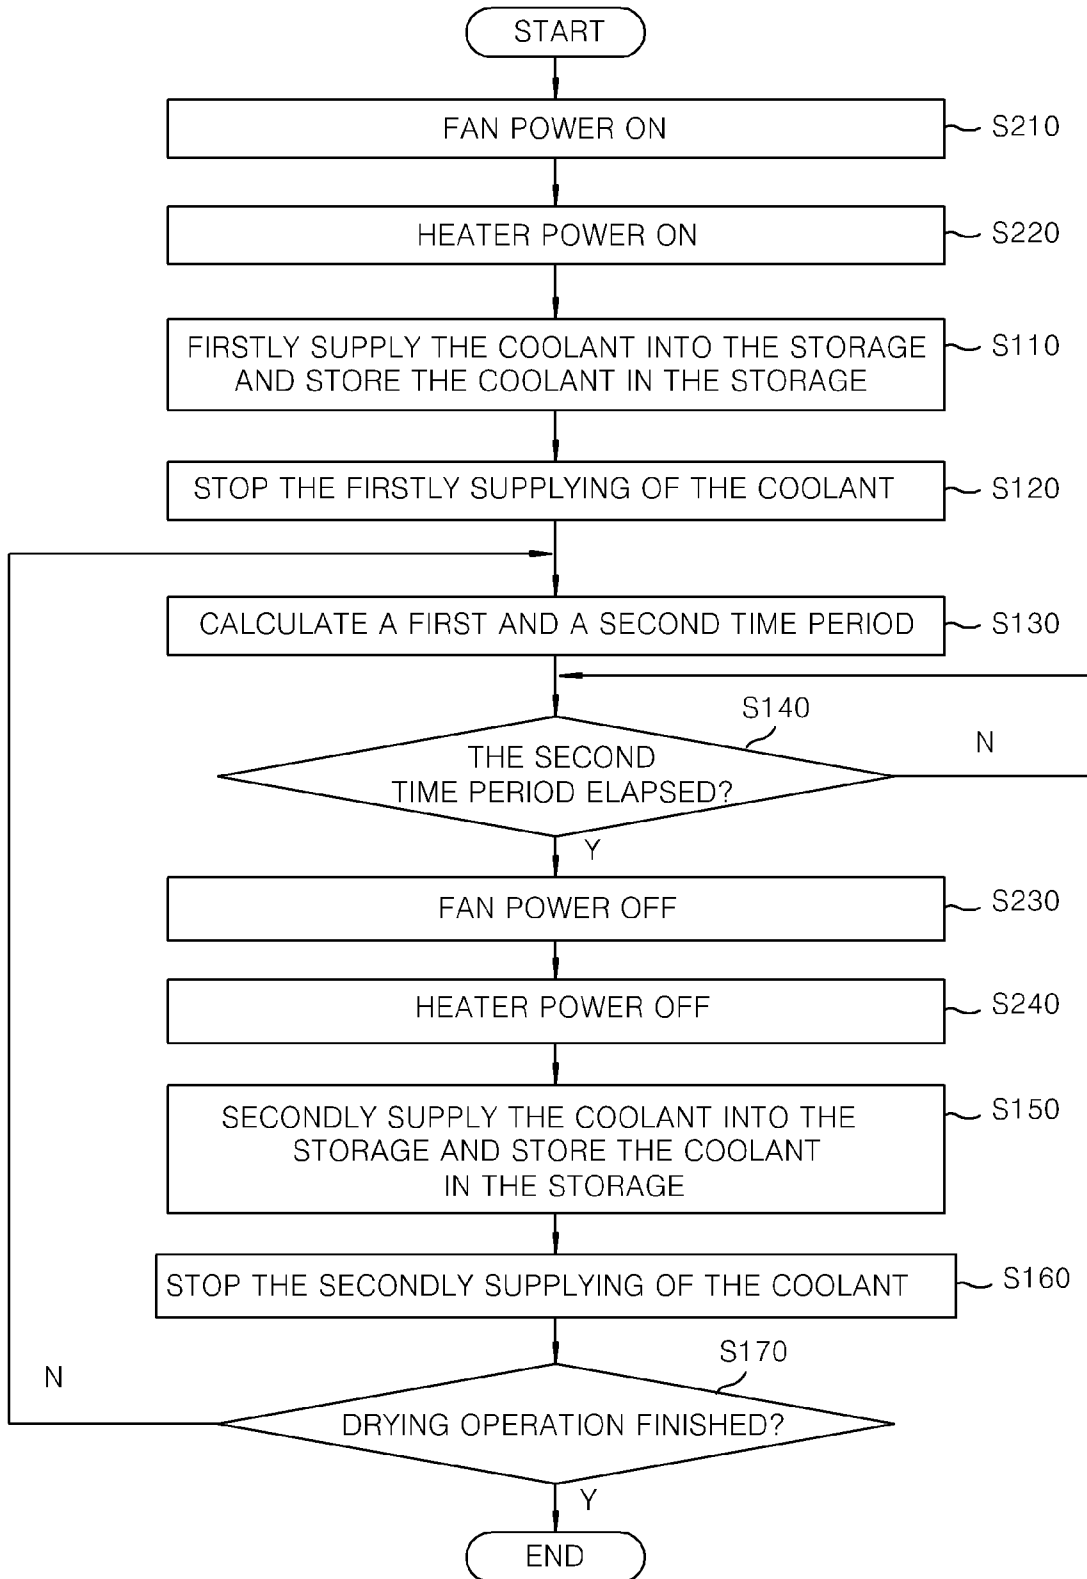 START
FAN POWER ON
S210
HEATER POWER ON
S220
FIRSTLY SUPPLY THE COOLANT INTO THE STORAGE
AND STORE THE COOLANT IN THE STORAGE
S110
STOP THE FIRSTLY SUPPLYING OF THE COOLANT
S120
CALCULATE A FIRST AND A SECOND TIME PERIOD
S130
S140
THE SECOND
TIME PERIOD ELAPSED?
N
Y
FAN POWER OFF
S230
HEATER POWER OFF
S240
SECONDLY SUPPLY THE COOLANT INTO THE
STORAGE AND STORE THE COOLANT
IN THE STORAGE
S150
STOP THE SECONDLY SUPPLYING OF THE COOLANT
S160
S170
N
DRYING OPERATION FINISHED?
Y
END